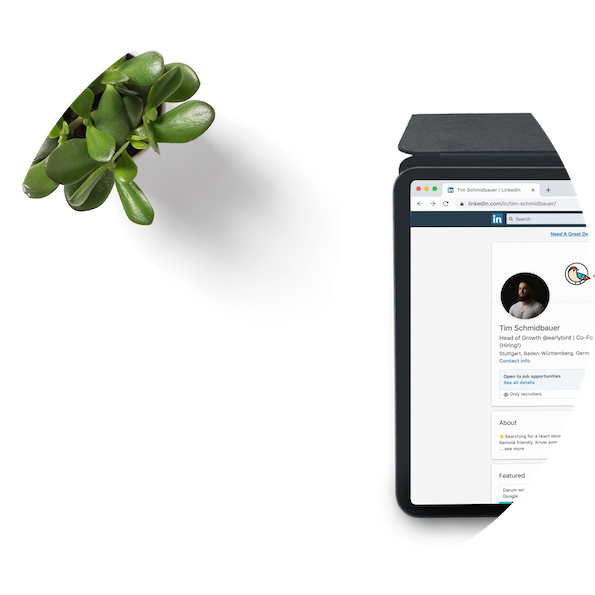 Tim Schmidbauer | LinkedIn
linkedin.com/in/tim-schmidbauer/
in Search
Need A Great De
Tim Schmidbauer
Head of Growth @earlybird | Co-Fo
(Hiring!)
Stuttgart, Baden-Württemberg, Germ
Contact info
Open to job opportunities
See all details
Only recruiters
About
Searching for a react deve
Remote friendly. Know som
... see more
Featured
Darum wir
Google